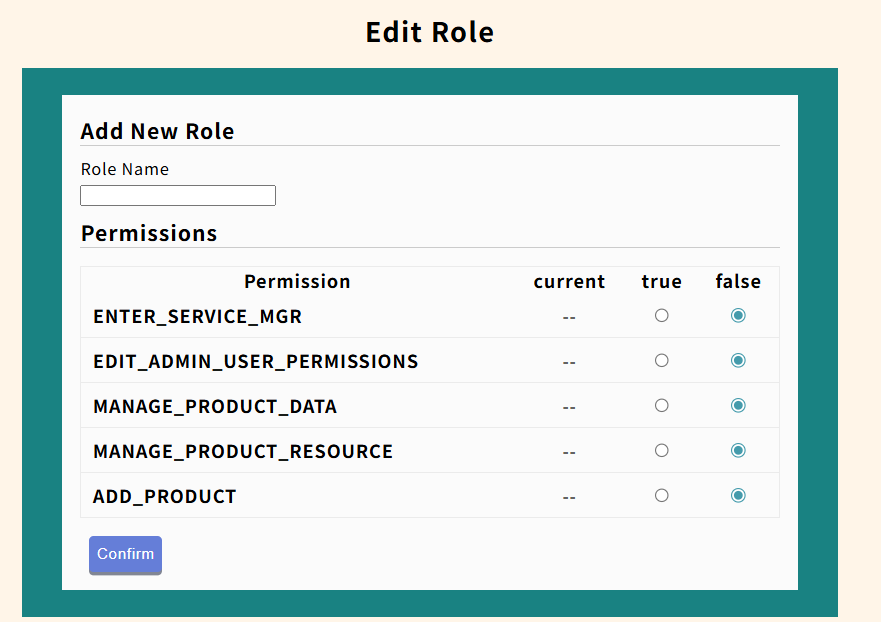 Edit Role
Add New Role
Role Name
Permissions
Permission current true false
ENTER_SERVICE_MGR --
EDIT_ADMIN_USER_PERMISSIONS --
MANAGE_PRODUCT_DATA --
MANAGE_PRODUCT_RESOURCE --
ADD_PRODUCT --
Confirm